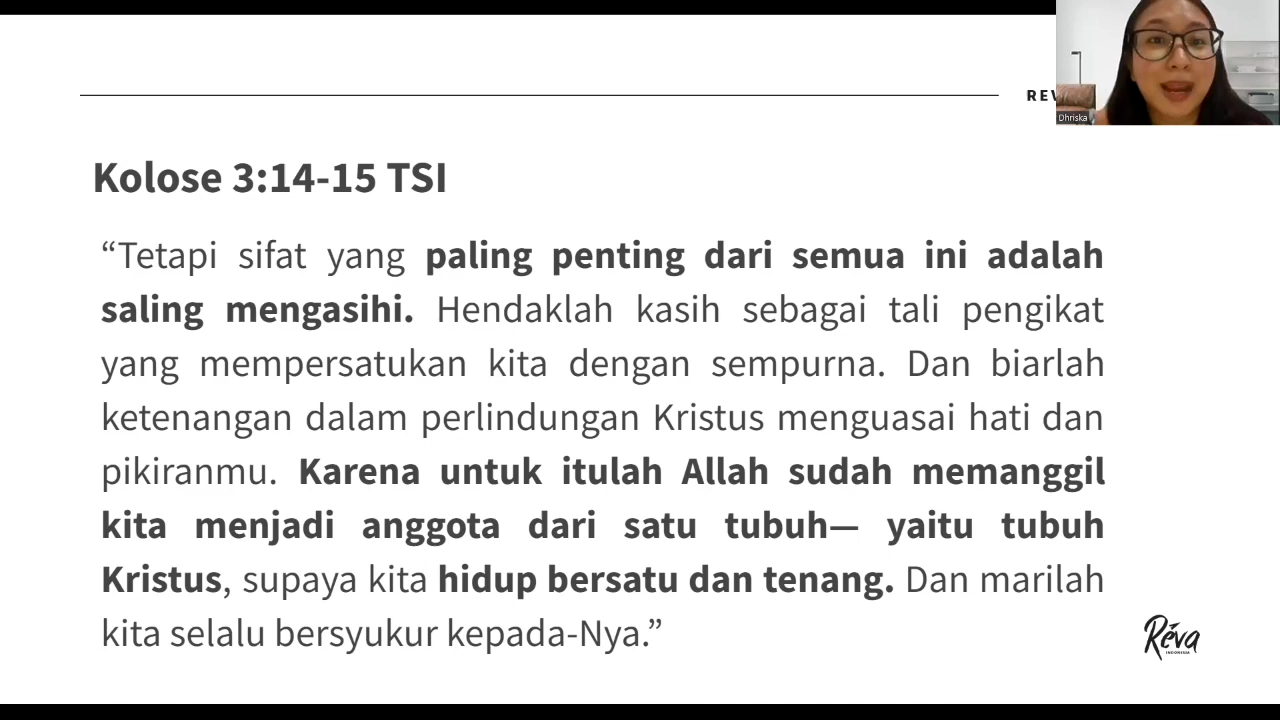 REV
Dhriska
Kolose 3:14-15 TSI
“Tetapi sifat yang paling penting dari semua ini adalah
saling mengasihi. Hendaklah kasih sebagai tali pengikat
yang mempersatukan kita dengan sempurna. Dan biarlah
ketenangan dalam perlindungan Kristus menguasai hati dan
pikiranmu. Karena untuk itulah Allah sudah memanggil
kita menjadi anggota dari satu tubuh— yaitu tubuh
Kristus, supaya kita hidup bersatu dan tenang. Dan marilah
kita selalu bersyukur kepada-Nya.”
Réva
INDONESIA